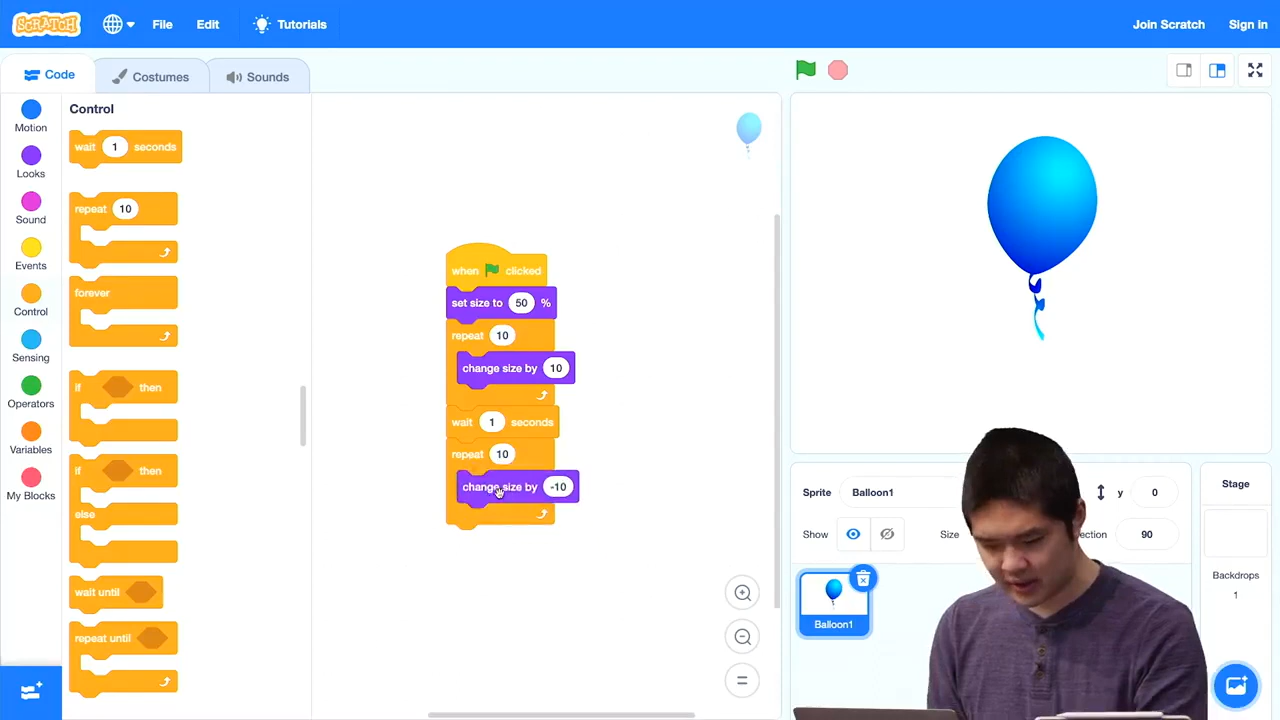 SCRATCH File Edit Tutorials Join Scratch Sign in
Code Costumes Sounds
Motion
Looks
Sound
Events
Control
Sensing
Operators
Variables
My Blocks
Control
wait 1 seconds
repeat 10
forever
if then
if then
else
wait until
repeat until
when clicked
set size to 50 %
repeat 10
change size by 10
wait 1 seconds
repeat 10
change size by -10
Sprite Balloon1 y 0
Show Size ection 90
Balloon1
Stage
Backdrops
1